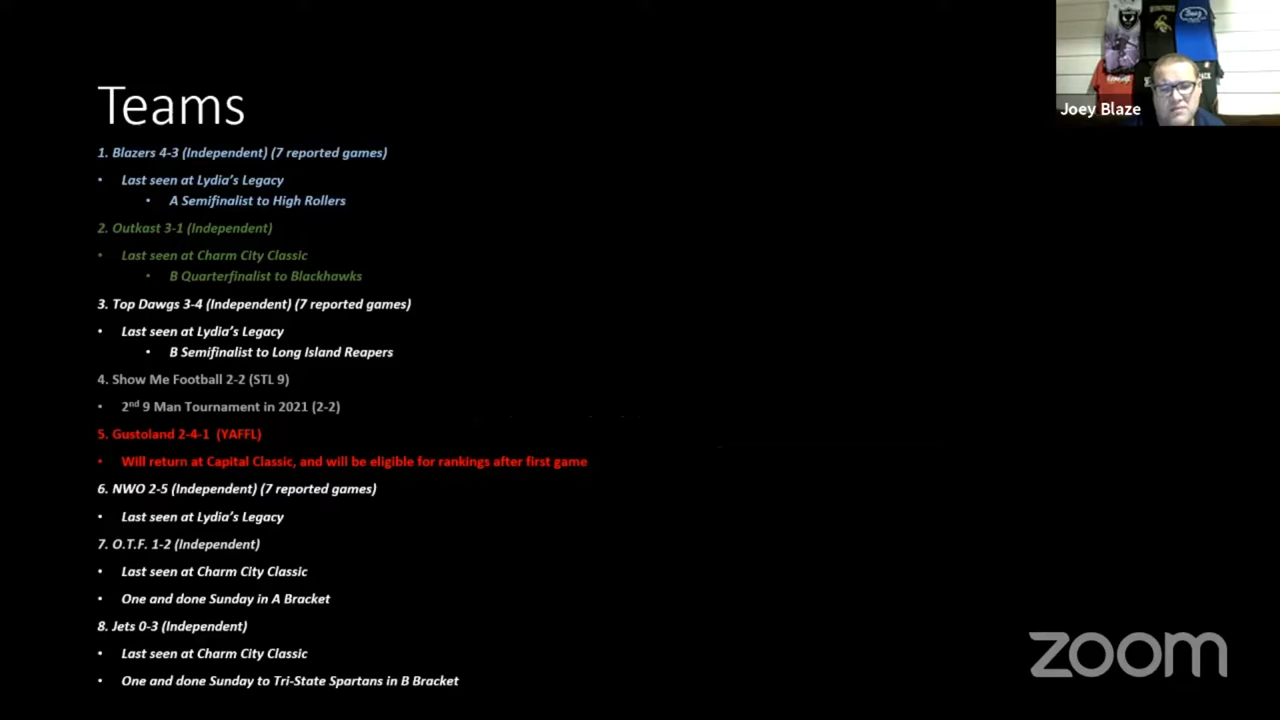 Teams
1. Blazers 4-3 (Independent) (7 reported games)
• Last seen at Lydia's Legacy
• A Semifinalist to High Rollers
2. Outkast 3-1 (Independent)
• Last seen at Charm City Classic
• B Quarterfinalist to Blackhawks
3. Top Dawgs 3-4 (Independent) (7 reported games)
• Last seen at Lydia's Legacy
• B Semifinalist to Long Island Reapers
4. Show Me Football 2-2 (STL 9)
• 2nd 9 Man Tournament in 2021 (2-2)
5. Gustoland 2-4-1 (YAFFL)
• Will return at Capital Classic, and will be eligible for rankings after first game
6. NWO 2-5 (Independent) (7 reported games)
• Last seen at Lydia's Legacy
7. O.T.F. 1-2 (Independent)
• Last seen at Charm City Classic
• One and done Sunday in A Bracket
8. Jets 0-3 (Independent)
• Last seen at Charm City Classic
• One and done Sunday to Tri-State Spartans in B Bracket
Joey Blaze
zoom